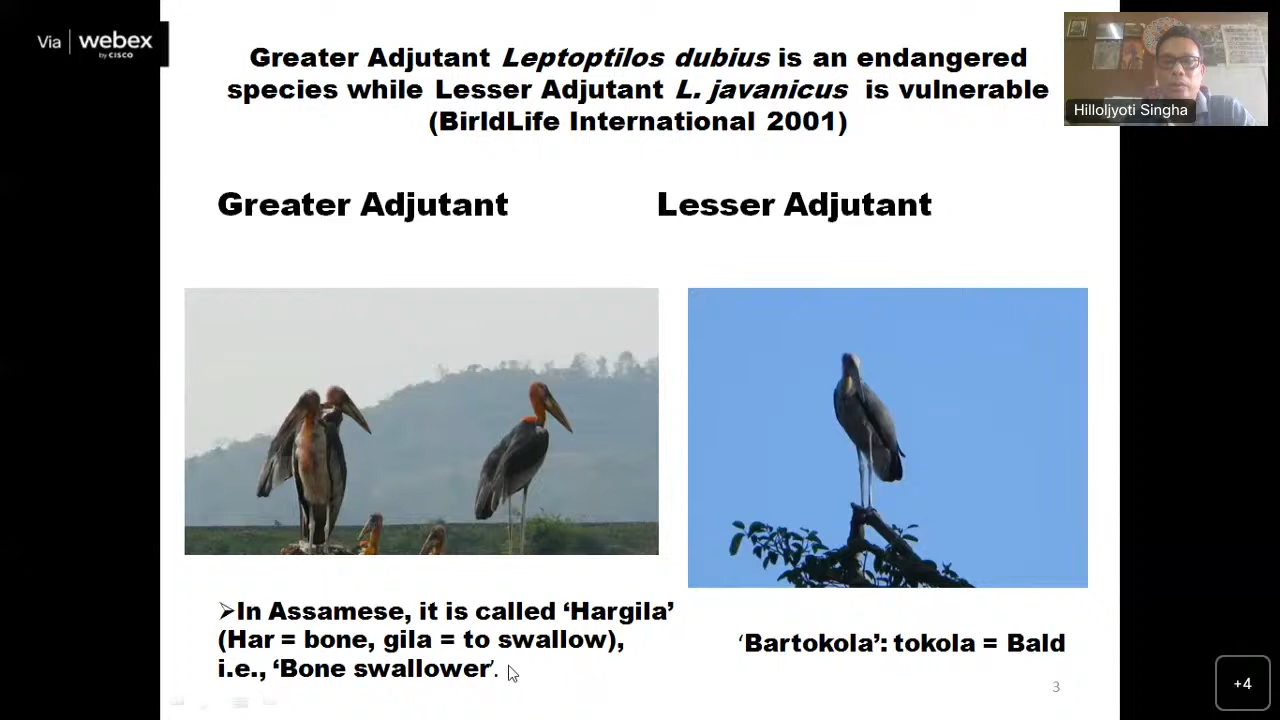 Via webex
by CISCO
Greater Adjutant Leptoptilos dubius is an endangered
species while Lesser Adjutant L. javanicus is vulnerable
(BirldLife International 2001)
Hilloljyoti Singha
Greater Adjutant
Lesser Adjutant
➢In Assamese, it is called ‘Hargila’
(Har = bone, gila = to swallow),
i.e., ‘Bone swallower’.
‘Bartokola’: tokola = Bald
3
+4